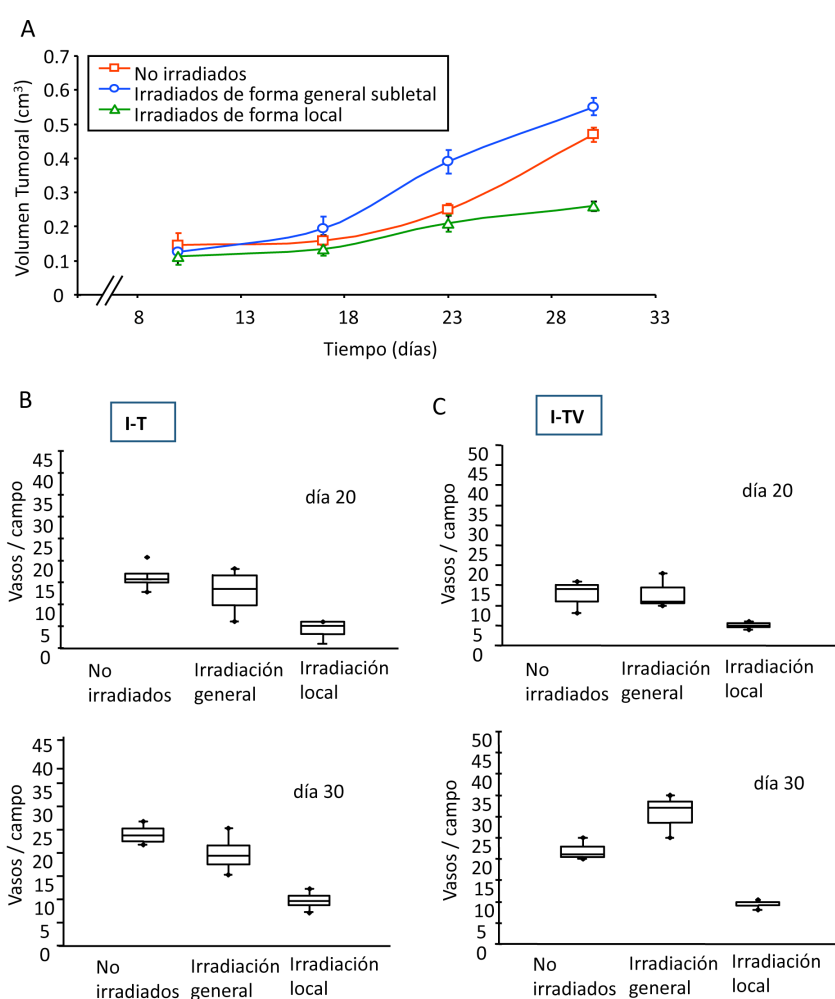 A
No irradiados
Irradiados de forma general subletal
Irradiados de forma local
Volumen Tumoral (cm³)
0.7
0.6
0.5
0.4
0.3
0.2
0.1
0
8
13
18
23
28
33
Tiempo (días)
B
I-T
Vasos / campo
45
40
35
30
25
20
15
10
5
0
día 20
No
irradiados
Irradiación
general
Irradiación
local
Vasos / campo
45
40
35
30
25
20
15
10
5
0
día 30
No
irradiados
Irradiación
general
Irradiación
local
C
I-TV
Vasos / campo
50
45
40
35
30
25
20
15
10
5
0
día 20
No
irradiados
Irradiación
general
Irradiación
local
Vasos / campo
50
45
40
35
30
25
20
15
10
5
0
día 30
No
irradiados
Irradiación
general
Irradiación
local